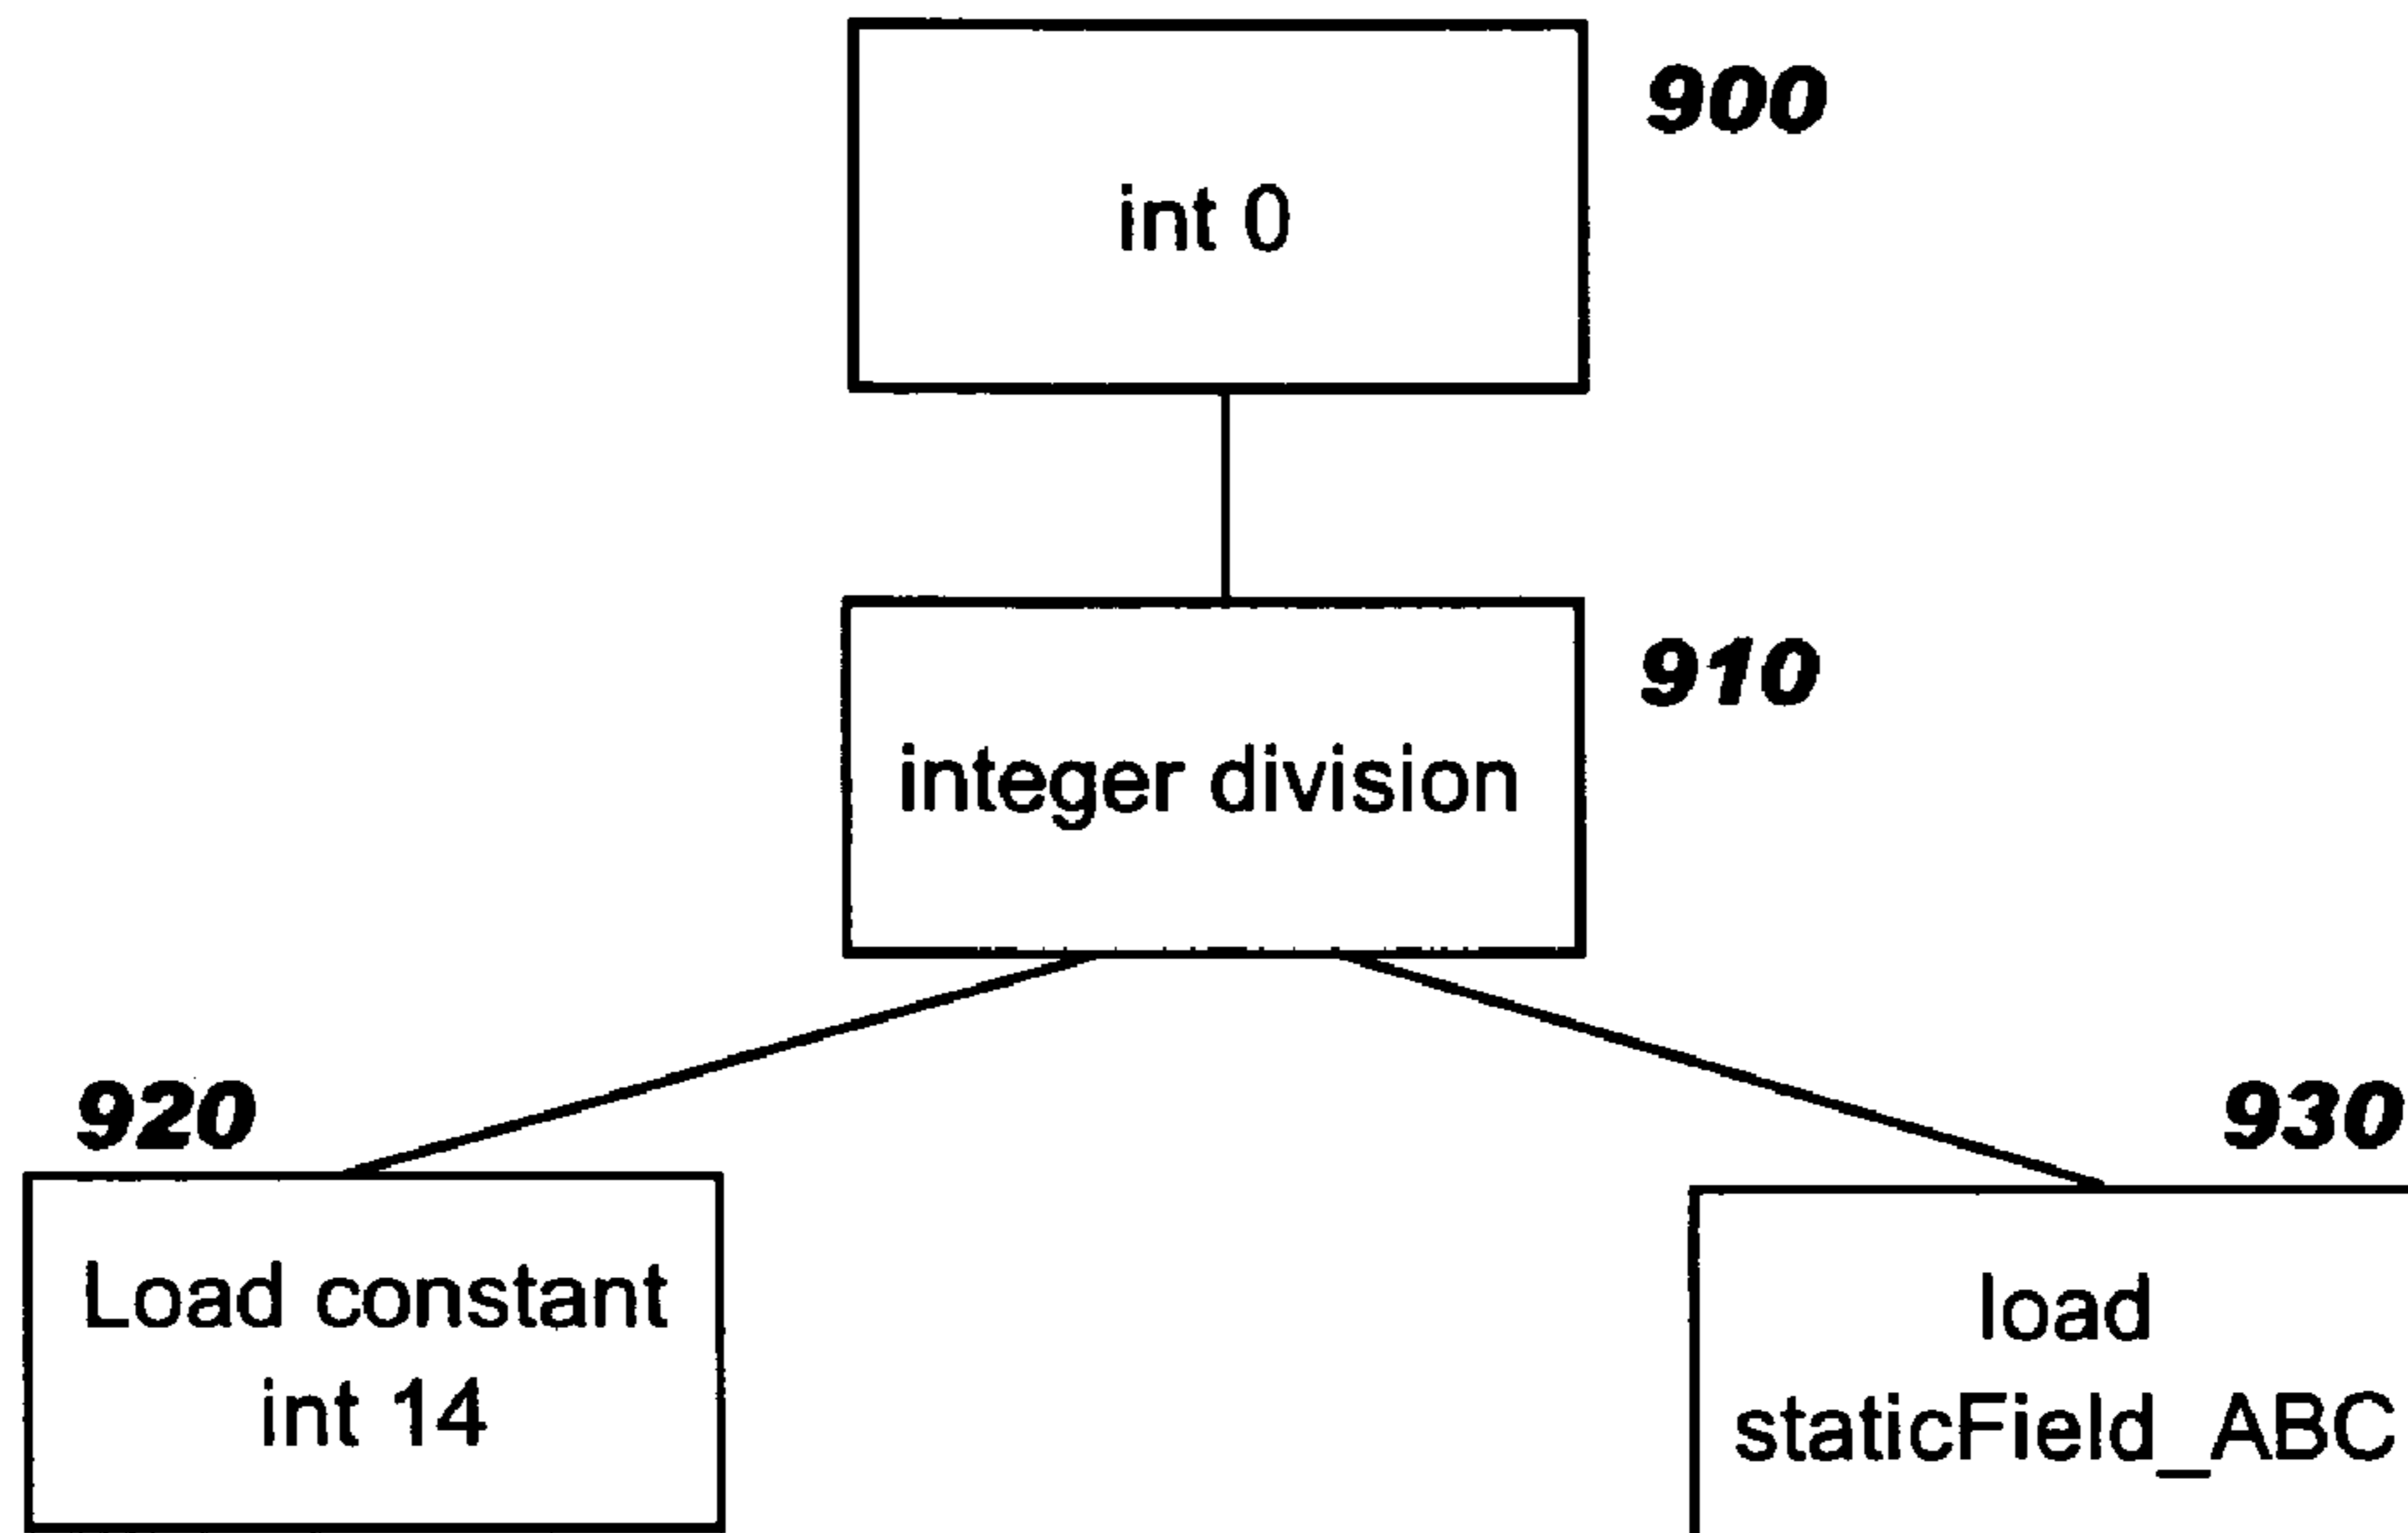 900
int 0
910
integer division
920
930
Load constant
int 14
load
staticField_ABC